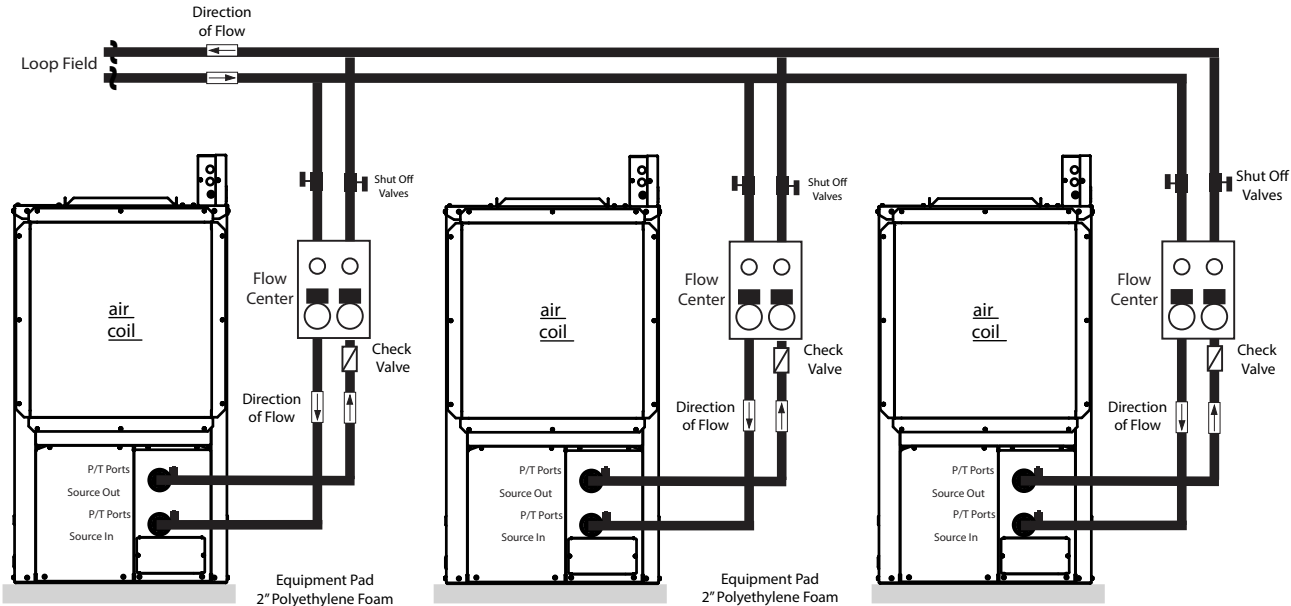 Direction
of Flow
Loop Field
Shut Off
Valves
Shut Off
Valves
Shut Off
Valves
Flow
Center
Flow
Center
Flow
Center
air
coil
air
coil
air
coil
Check
Valve
Check
Valve
Check
Valve
Direction
of Flow
Direction
of Flow
Direction
of Flow
P/T Ports
Source Out
P/T Ports
Source In
P/T Ports
Source Out
P/T Ports
Source In
P/T Ports
Source Out
P/T Ports
Source In
Equipment Pad
2” Polyethylene Foam
Equipment Pad
2” Polyethylene Foam